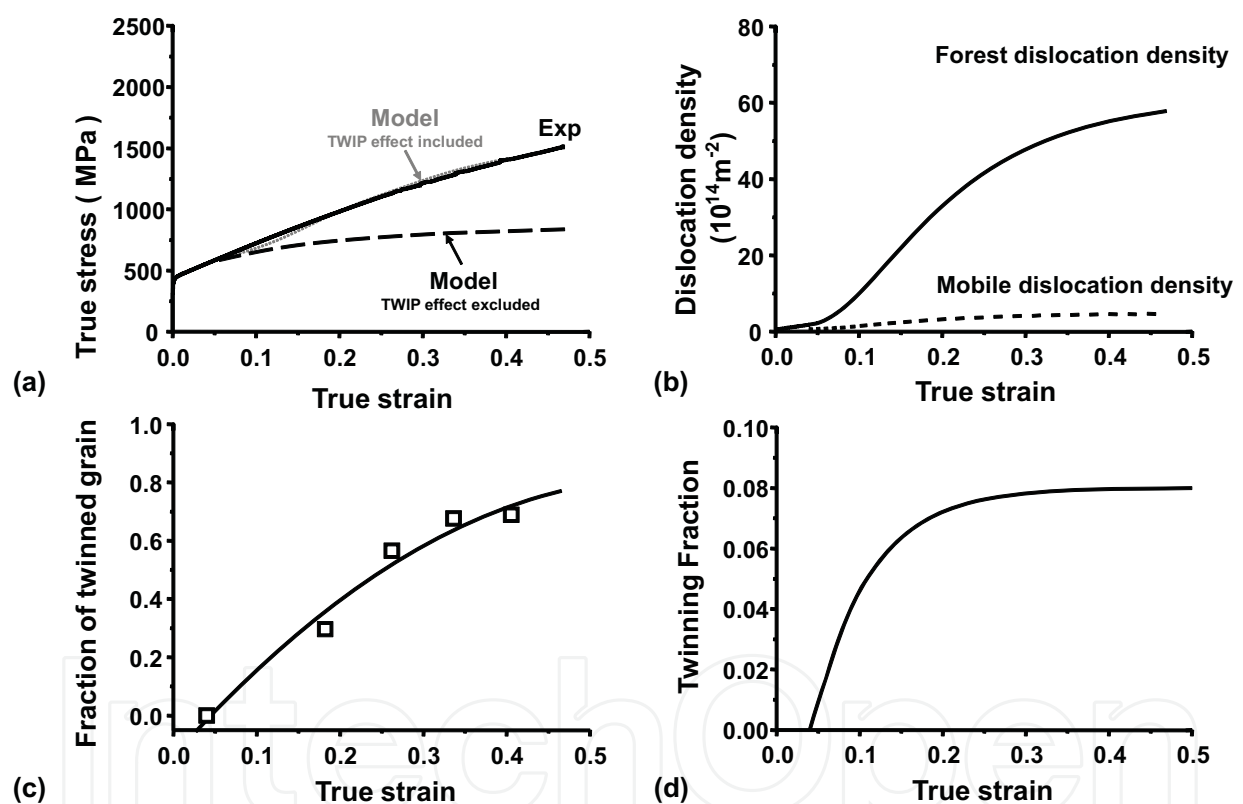 2500
2000
1500
1000
500
0
True stress ( MPa )
Model
TWIP effect included
Exp
Model
TWIP effect excluded
0.0 0.1 0.2 0.3 0.4 0.5
(a)
True strain
80
60
40
20
0
Dislocation density
(10^14 m^-2)
Forest dislocation density
Mobile dislocation density
0.0 0.1 0.2 0.3 0.4 0.5
(b)
True strain
1.0
0.8
0.6
0.4
0.2
0.0
Fraction of twinned grain
0.0 0.1 0.2 0.3 0.4 0.5
(c)
True strain
0.10
0.08
0.06
0.04
0.02
0.00
Twinning Fraction
0.0 0.1 0.2 0.3 0.4 0.5
(d)
True strain
IntechOpen